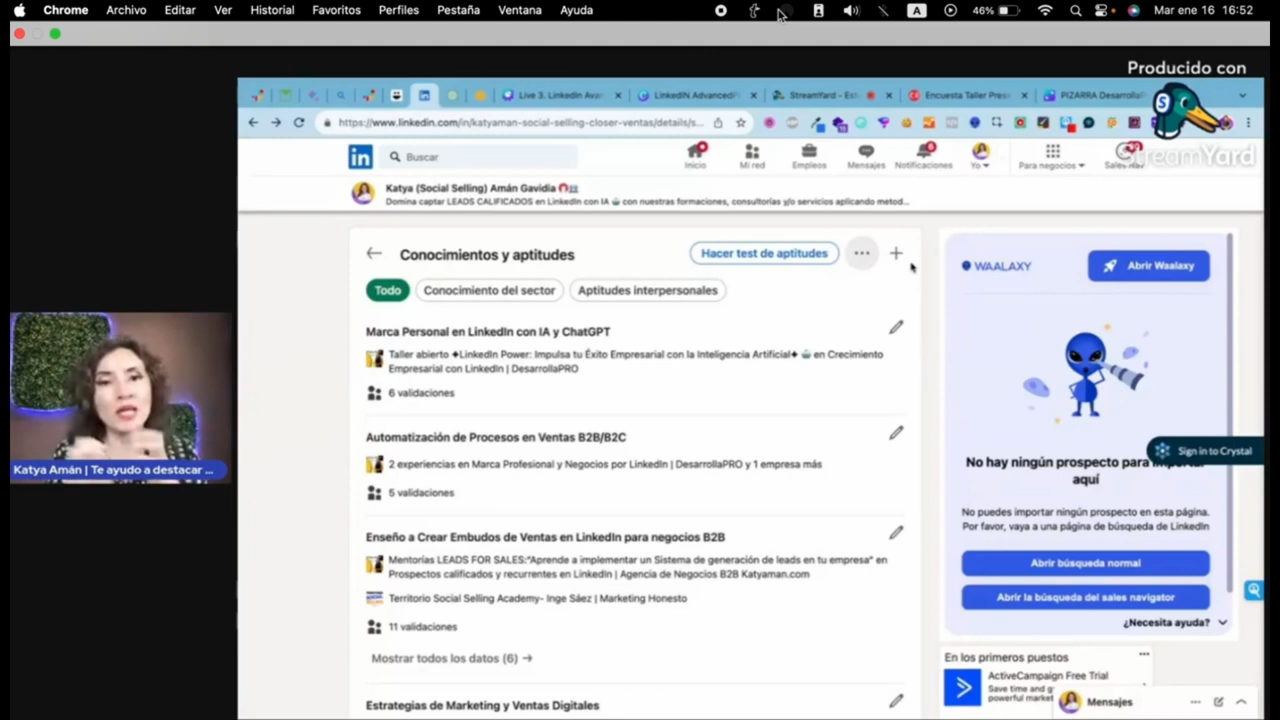 Chrome Archivo Editar Ver Historial Favoritos Perfiles Pestaña Ventana Ayuda
A 46% Mar ene 16 16:52
Producido con
StreamYard
Live 3. Linkedin Ava
LinkediN AdvancedP
StreamYard - Est
Encuesta Taller Pres
PIZARRA Desarrolla
https://www.linkedin.com/in/katyaman-social-selling-closer-ventas/details/s...
in Buscar
Inicio Mi red Empleos Mensajes Notificaciones Yo Para negocios Sales Nav
6
Katya (Social Selling) Amán Gavidia
Domina captar LEADS CALIFICADOS en LinkedIn con IA con nuestras formaciones, consultorías y/o servicios aplicando metod...
Conocimientos y aptitudes
Hacer test de aptitudes
Todo Conocimiento del sector Aptitudes interpersonales
Marca Personal en LinkedIn con IA y ChatGPT
Taller abierto ✦LinkedIn Power: Impulsa tu Éxito Empresarial con la Inteligencia Artificial✦ en Crecimiento
Empresarial con LinkedIn | DesarrollaPRO
6 validaciones
Automatización de Procesos en Ventas B2B/B2C
2 experiencias en Marca Profesional y Negocios por LinkedIn | DesarrollaPRO y 1 empresa más
5 validaciones
Enseño a Crear Embudos de Ventas en LinkedIn para negocios B2B
Mentorías LEADS FOR SALES:"Aprende a implementar un Sistema de generación de leads en tu empresa" en
Prospectos calificados y recurrentes en LinkedIn | Agencia de Negocios B2B Katyaman.com
Territorio Social Selling Academy- Inge Sáez | Marketing Honesto
11 validaciones
Mostrar todos los datos (6) →
Estrategias de Marketing y Ventas Digitales
WAALAXY
Abrir Waalaxy
No hay ningún prospecto para
aquí
Sign in to Crystal
No puedes importar ningún prospecto en esta página.
Por favor, vaya a una página de búsqueda de LinkedIn
Abrir búsqueda normal
Abrir la búsqueda del sales navigator
¿Necesita ayuda?
En los primeros puestos
ActiveCampaign Free Trial
Save time and g
powerful market
Mensajes
Katya Amán | Te ayudo a destacar ...